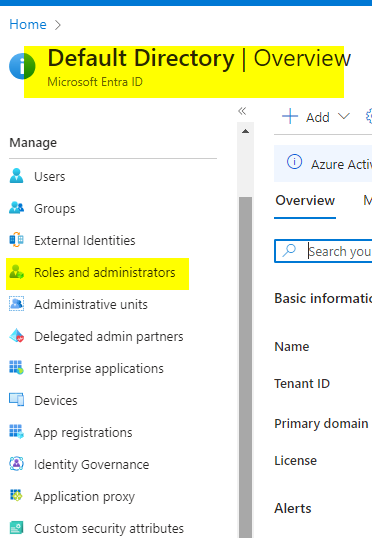 Home
Default Directory | Overview
Microsoft Entra ID
Add
Manage
Users
Groups
External Identities
Roles and administrators
Administrative units
Delegated admin partners
Enterprise applications
Devices
App registrations
Identity Governance
Application proxy
Custom security attributes
Azure Activ
Overview
M
Search you
Basic informatio
Name
Tenant ID
Primary domain
License
Alerts